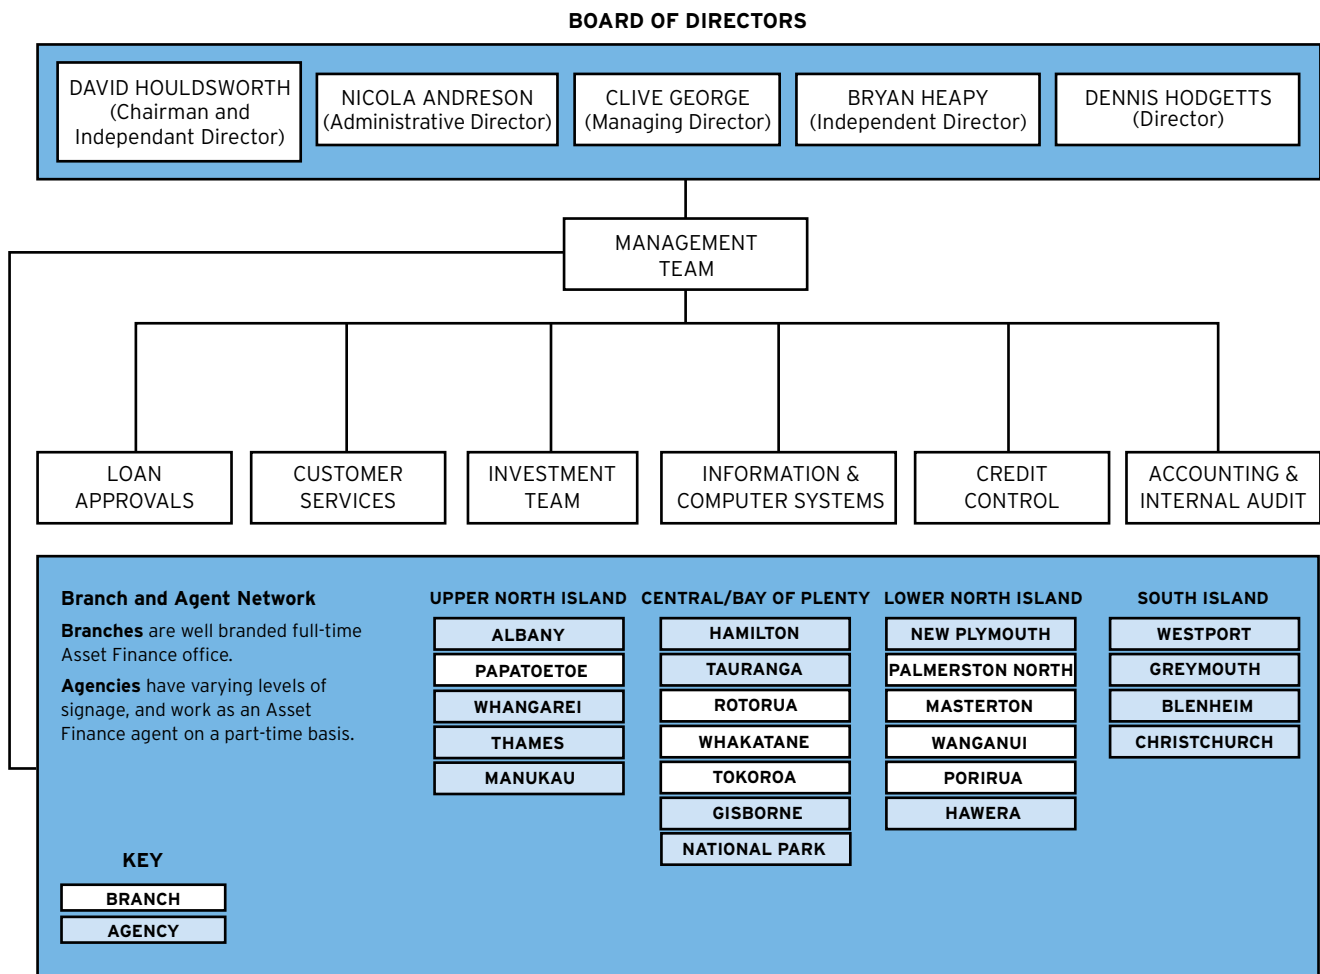 BOARD OF DIRECTORS
DAVID HOULDSWORTH
(Chairman and
Independant Director)
NICOLA ANDRESON
(Administrative Director)
CLIVE GEORGE
(Managing Director)
BRYAN HEAPY
(Independent Director)
DENNIS HODGETTS
(Director)
MANAGEMENT
TEAM
LOAN
APPROVALS
CUSTOMER
SERVICES
INVESTMENT
TEAM
INFORMATION &
COMPUTER SYSTEMS
CREDIT
CONTROL
ACCOUNTING &
INTERNAL AUDIT
Branch and Agent Network
Branches are well branded full-time
Asset Finance office.
Agencies have varying levels of
signage, and work as an Asset
Finance agent on a part-time basis.
KEY
BRANCH
AGENCY
UPPER NORTH ISLAND
ALBANY
PAPATOETOE
WHANGAREI
THAMES
MANUKAU
CENTRAL/BAY OF PLENTY
HAMILTON
TAURANGA
ROTORUA
WHAKATANE
TOKOROA
GISBORNE
NATIONAL PARK
LOWER NORTH ISLAND
NEW PLYMOUTH
PALMERSTON NORTH
MASTERTON
WANGANUI
PORIRUA
HAWERA
SOUTH ISLAND
WESTPORT
GREYMOUTH
BLENHEIM
CHRISTCHURCH